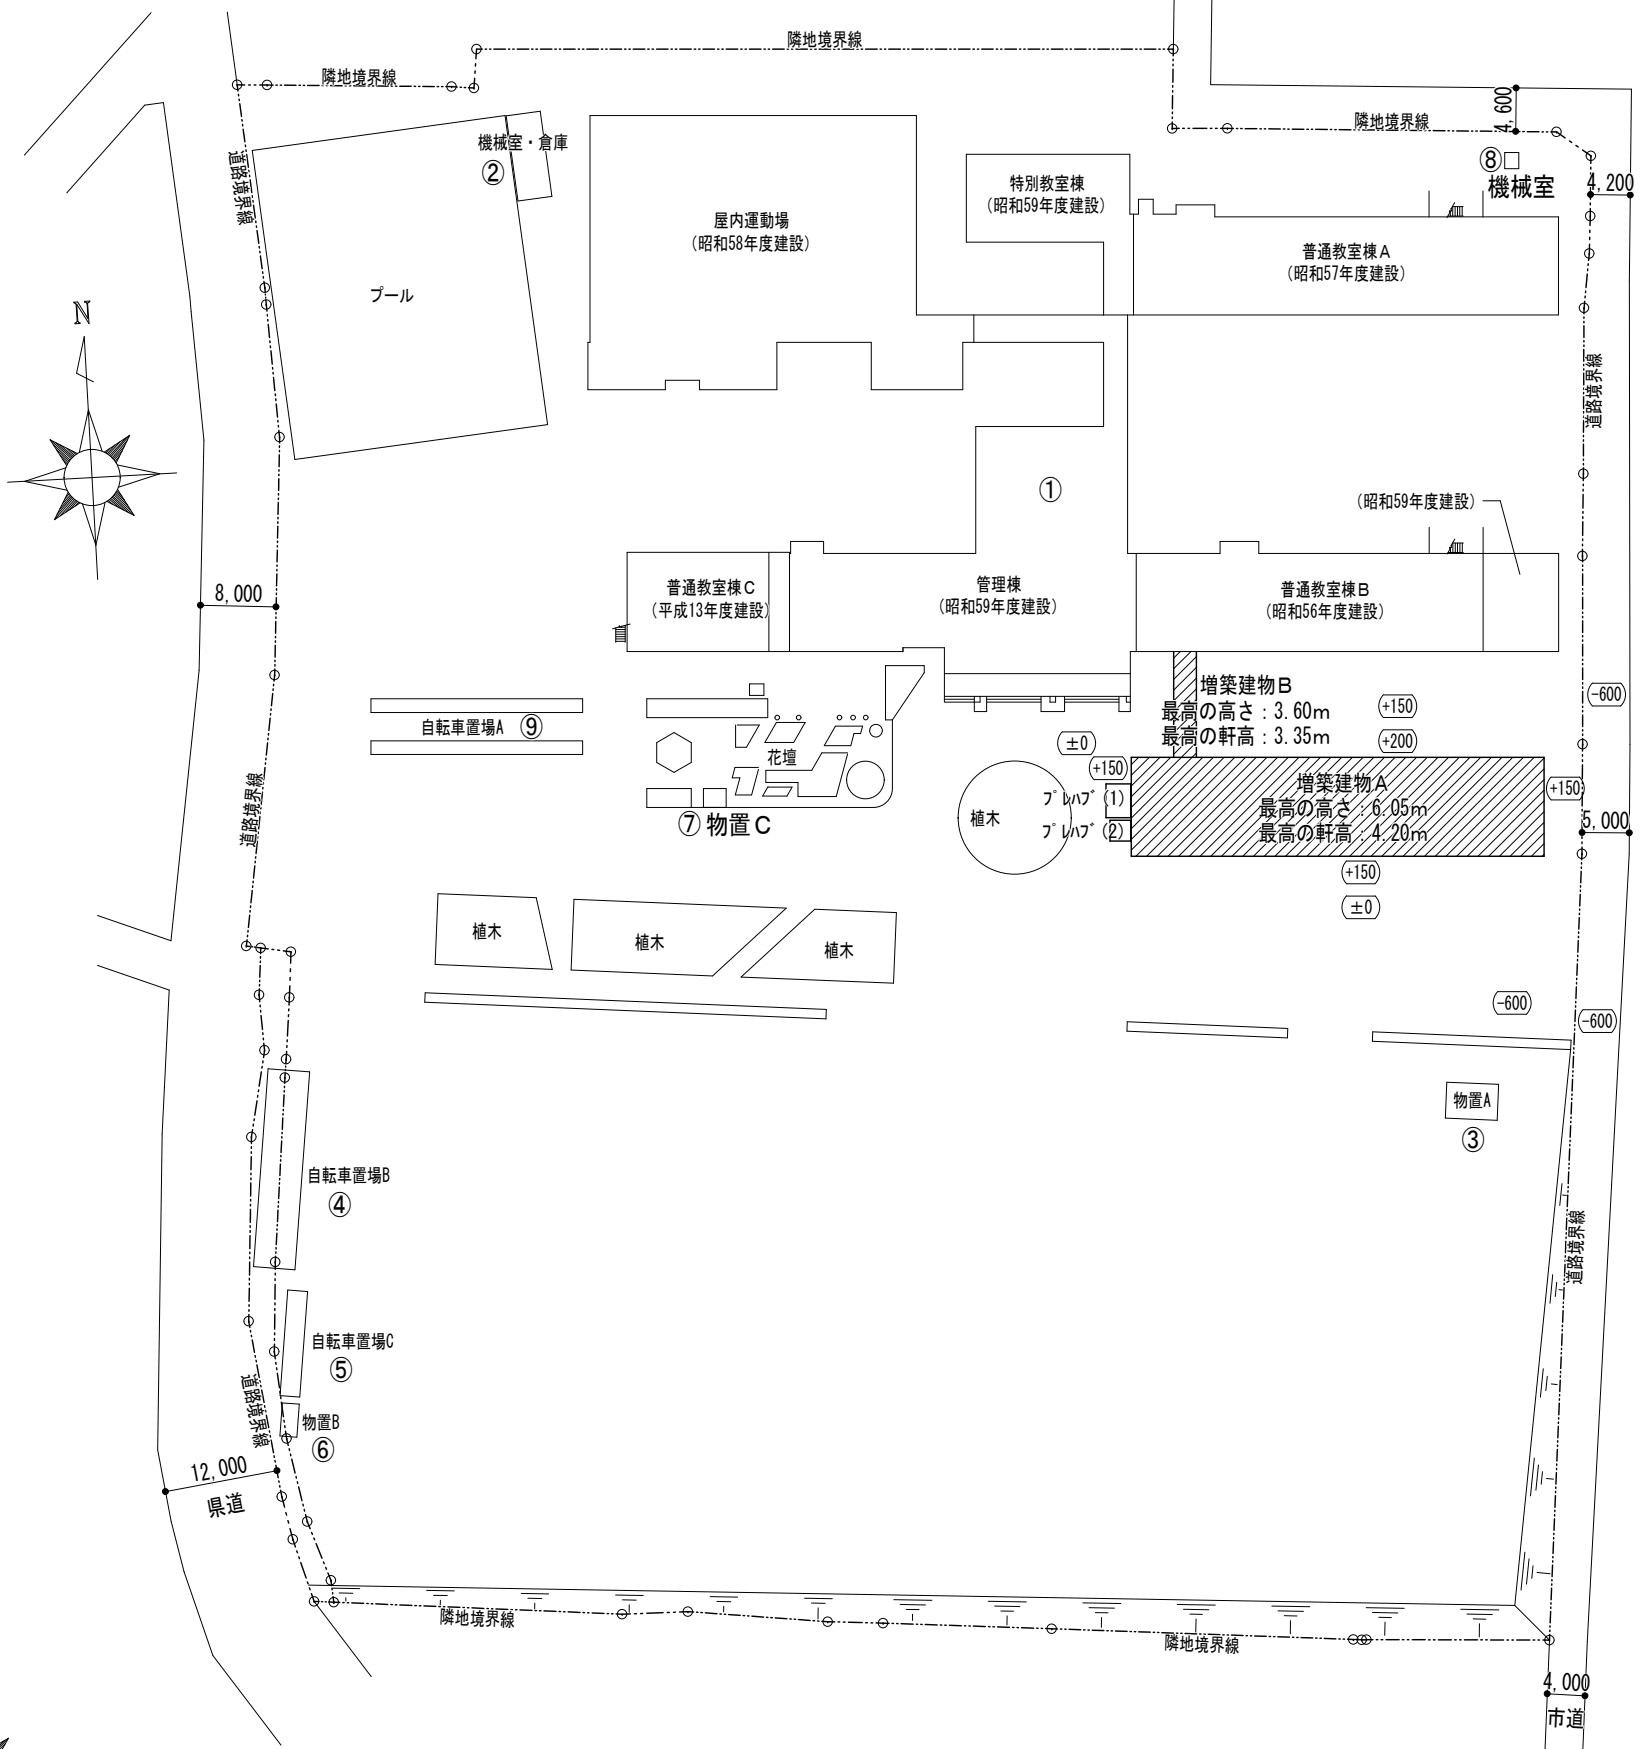 隣地境界線
隣地境界線
4,600
隣地境界線
機械室・倉庫
②
⑧
機械室
4,200
道路境界線
特別教室棟
(昭和59年度建設)
屋内運動場
(昭和58年度建設)
普通教室棟A
(昭和57年度建設)
プール
N
道路境界線
①
(昭和59年度建設)
8,000
普通教室棟C
(平成13年度建設)
管理棟
(昭和59年度建設)
普通教室棟B
(昭和56年度建設)
増築建物B
最高の高さ:3.60m
最高の軒高:3.35m
-600
+150
+200
±0
+150
自転車置場A ⑨
花壇
⑦ 物置C
道路境界線
植木
プレハブ(1)
プレハブ(2)
増築建物A
最高の高さ:6.05m
最高の軒高:4.20m
+150
5,000
+150
±0
植木
植木
植木
-600
-600
物置A
③
自転車置場B
④
道路境界線
自転車置場C
⑤
道路境界線
物置B
⑥
12,000
県道
隣地境界線
隣地境界線
4,000
市道